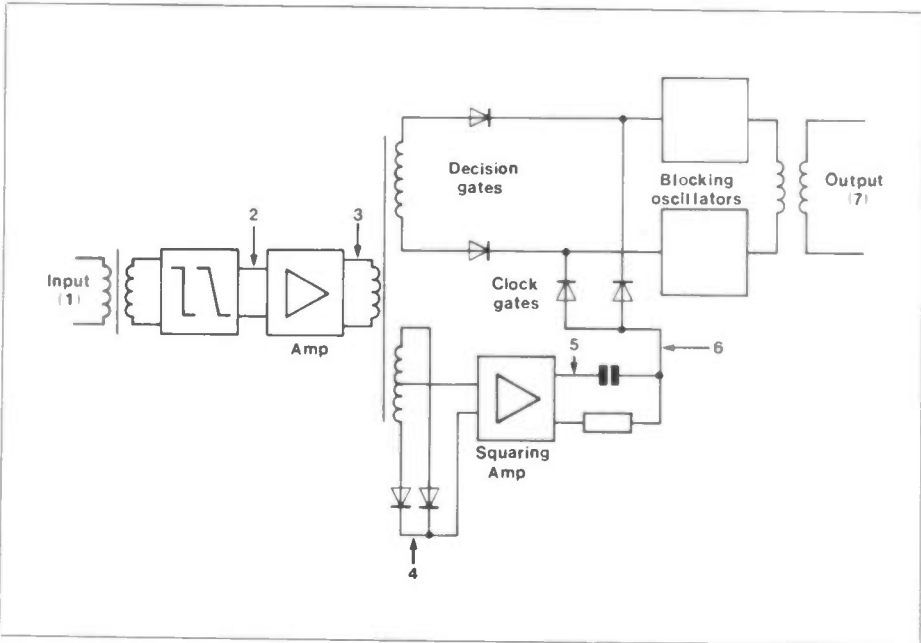 Decision
gates
Blocking
oscillators
Output
(7)
2
3
Input
(1)
Clock
gates
Amp
5
6
Squaring
Amp
4